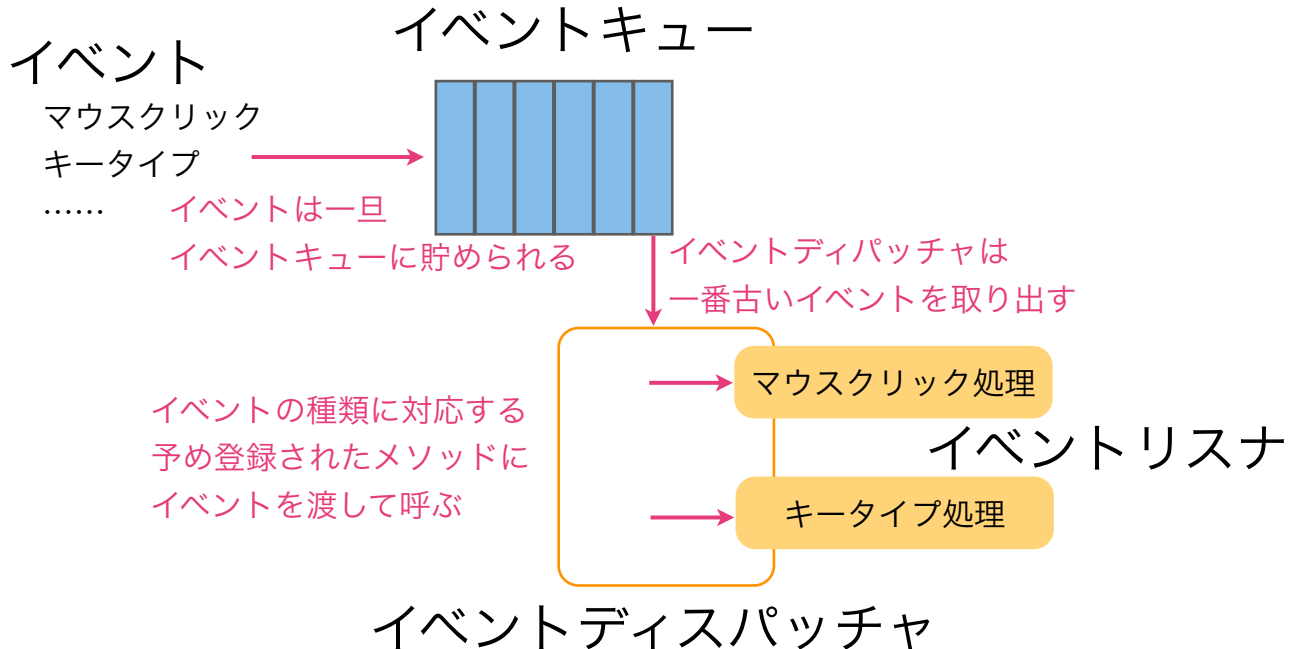 イベントキュー
イベント
マウスクリック
キータイプ
……
イベントは一旦
イベントキューに貯められる
イベントディパッチャは
一番古いイベントを取り出す
マウスクリック処理
イベントの種類に対応する
予め登録されたメソッドに
イベントを渡して呼ぶ
イベントリスナ
キータイプ処理
イベントディスパッチャ